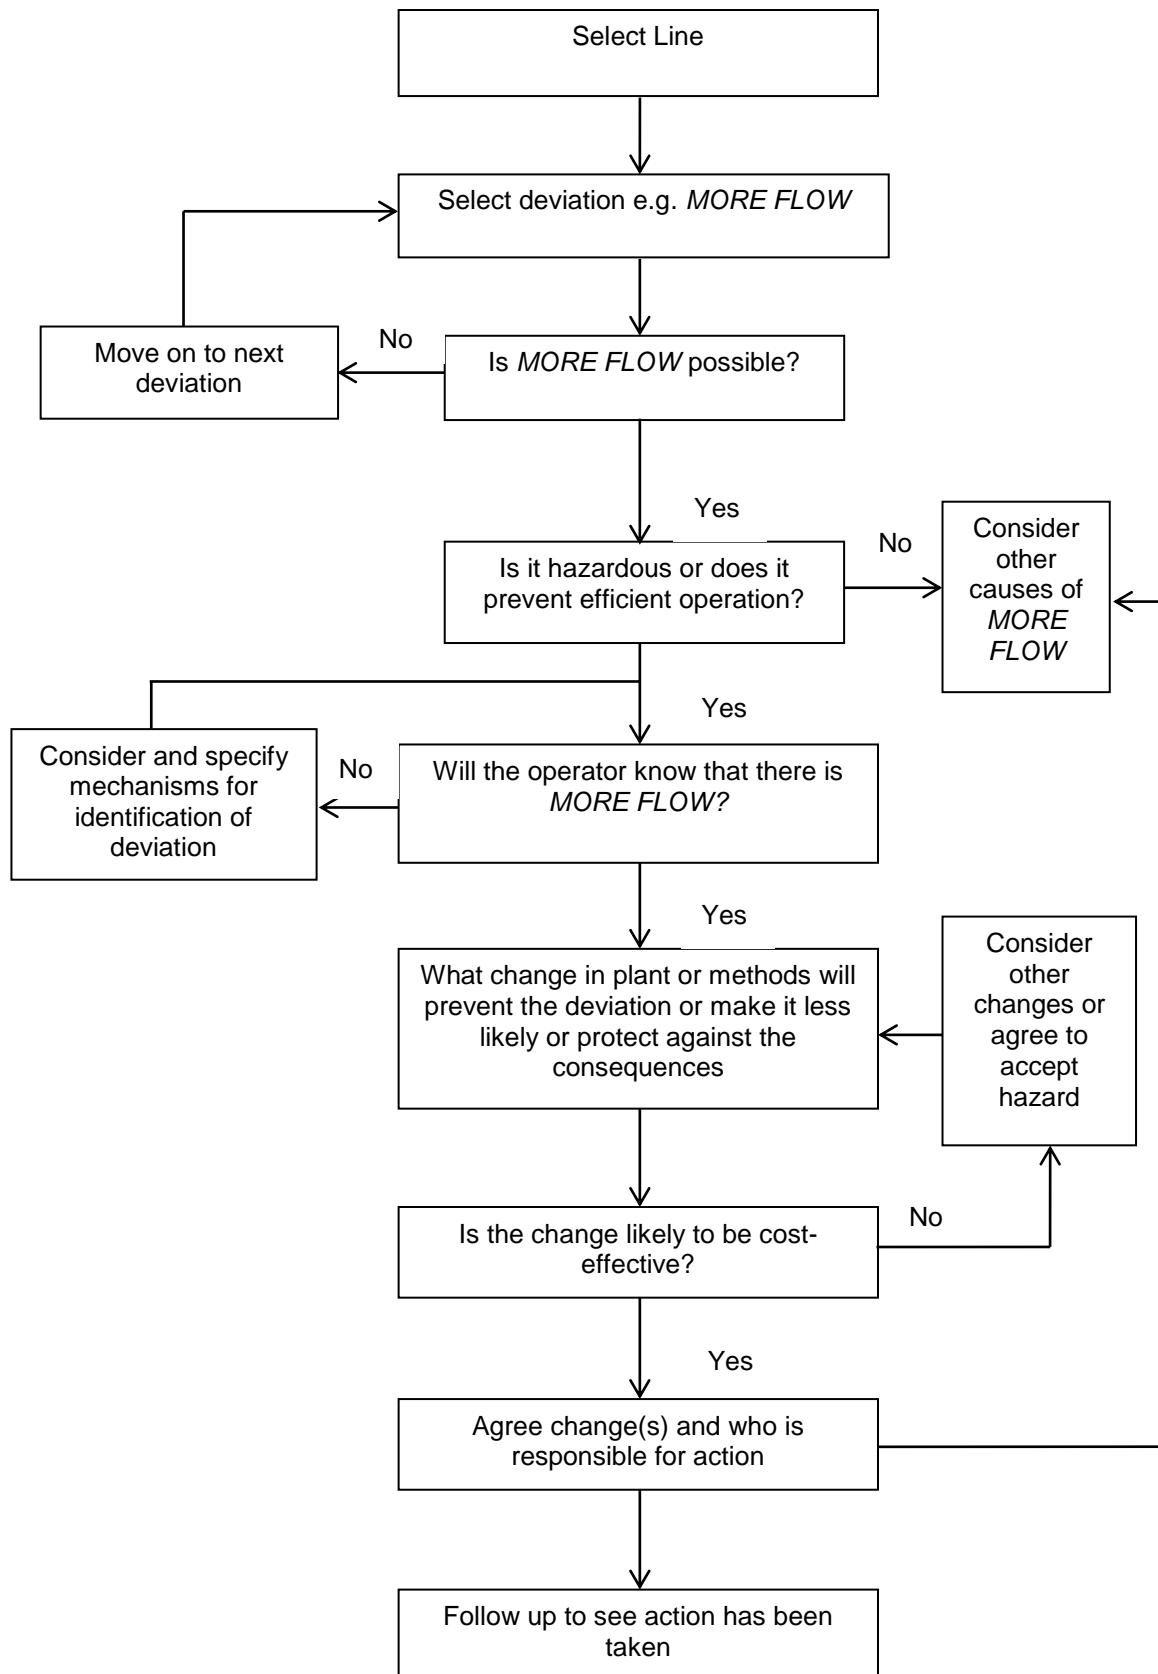 Select Line
Select deviation e.g. MORE FLOW
No
Move on to next
deviation
Is MORE FLOW possible?
Yes
Is it hazardous or does it
prevent efficient operation?
No
Consider
other
causes of
MORE
FLOW
Yes
Consider and specify
mechanisms for
identification of
deviation
No
Will the operator know that there is
MORE FLOW?
Yes
What change in plant or methods will
prevent the deviation or make it less
likely or protect against the
consequences
Consider
other
changes or
agree to
accept
hazard
Is the change likely to be cost-
effective?
No
Yes
Agree change(s) and who is
responsible for action
Follow up to see action has been
taken